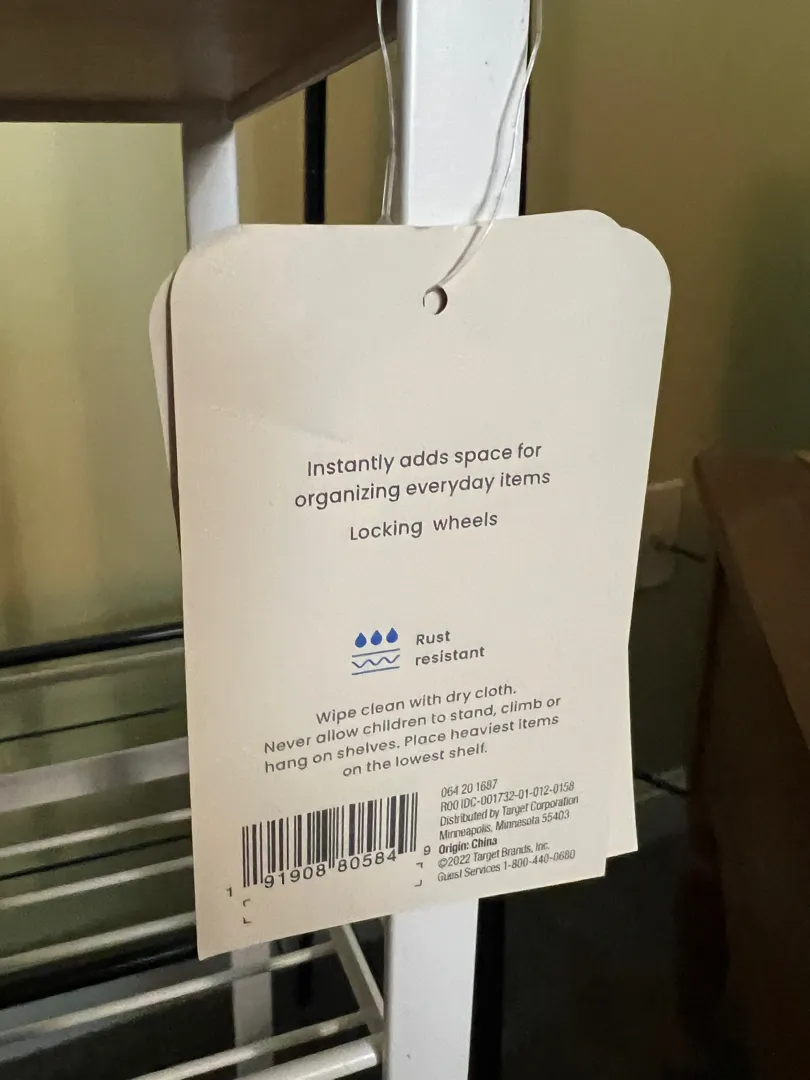 Instantly adds space for
organizing everyday items
Locking wheels
Rust
resistant
Wipe clean with dry cloth.
Never allow children to stand, climb or
hang on shelves. Place heaviest items
on the lowest shelf.
064 20 1687
R00 IDC-001732-01-012-0158
Distributed by Target Corporation
Minneapolis, Minnesota 55403
Origin: China
©2022 Target Brands, Inc.
Guest Services 1-800-440-0680
1 91908 80584 9